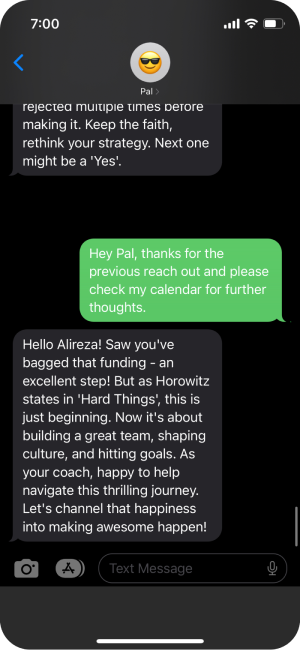 7:00
Pal
rejected multiple times before
making it. Keep the faith,
rethink your strategy. Next one
might be a 'Yes'.
Hey Pal, thanks for the
previous reach out and please
check my calendar for further
thoughts.
Hello Alireza! Saw you've
bagged that funding - an
excellent step! But as Horowitz
states in 'Hard Things', this is
just beginning. Now it's about
building a great team, shaping
culture, and hitting goals. As
your coach, happy to help
navigate this thrilling journey.
Let's channel that happiness
into making awesome happen!
Text Message